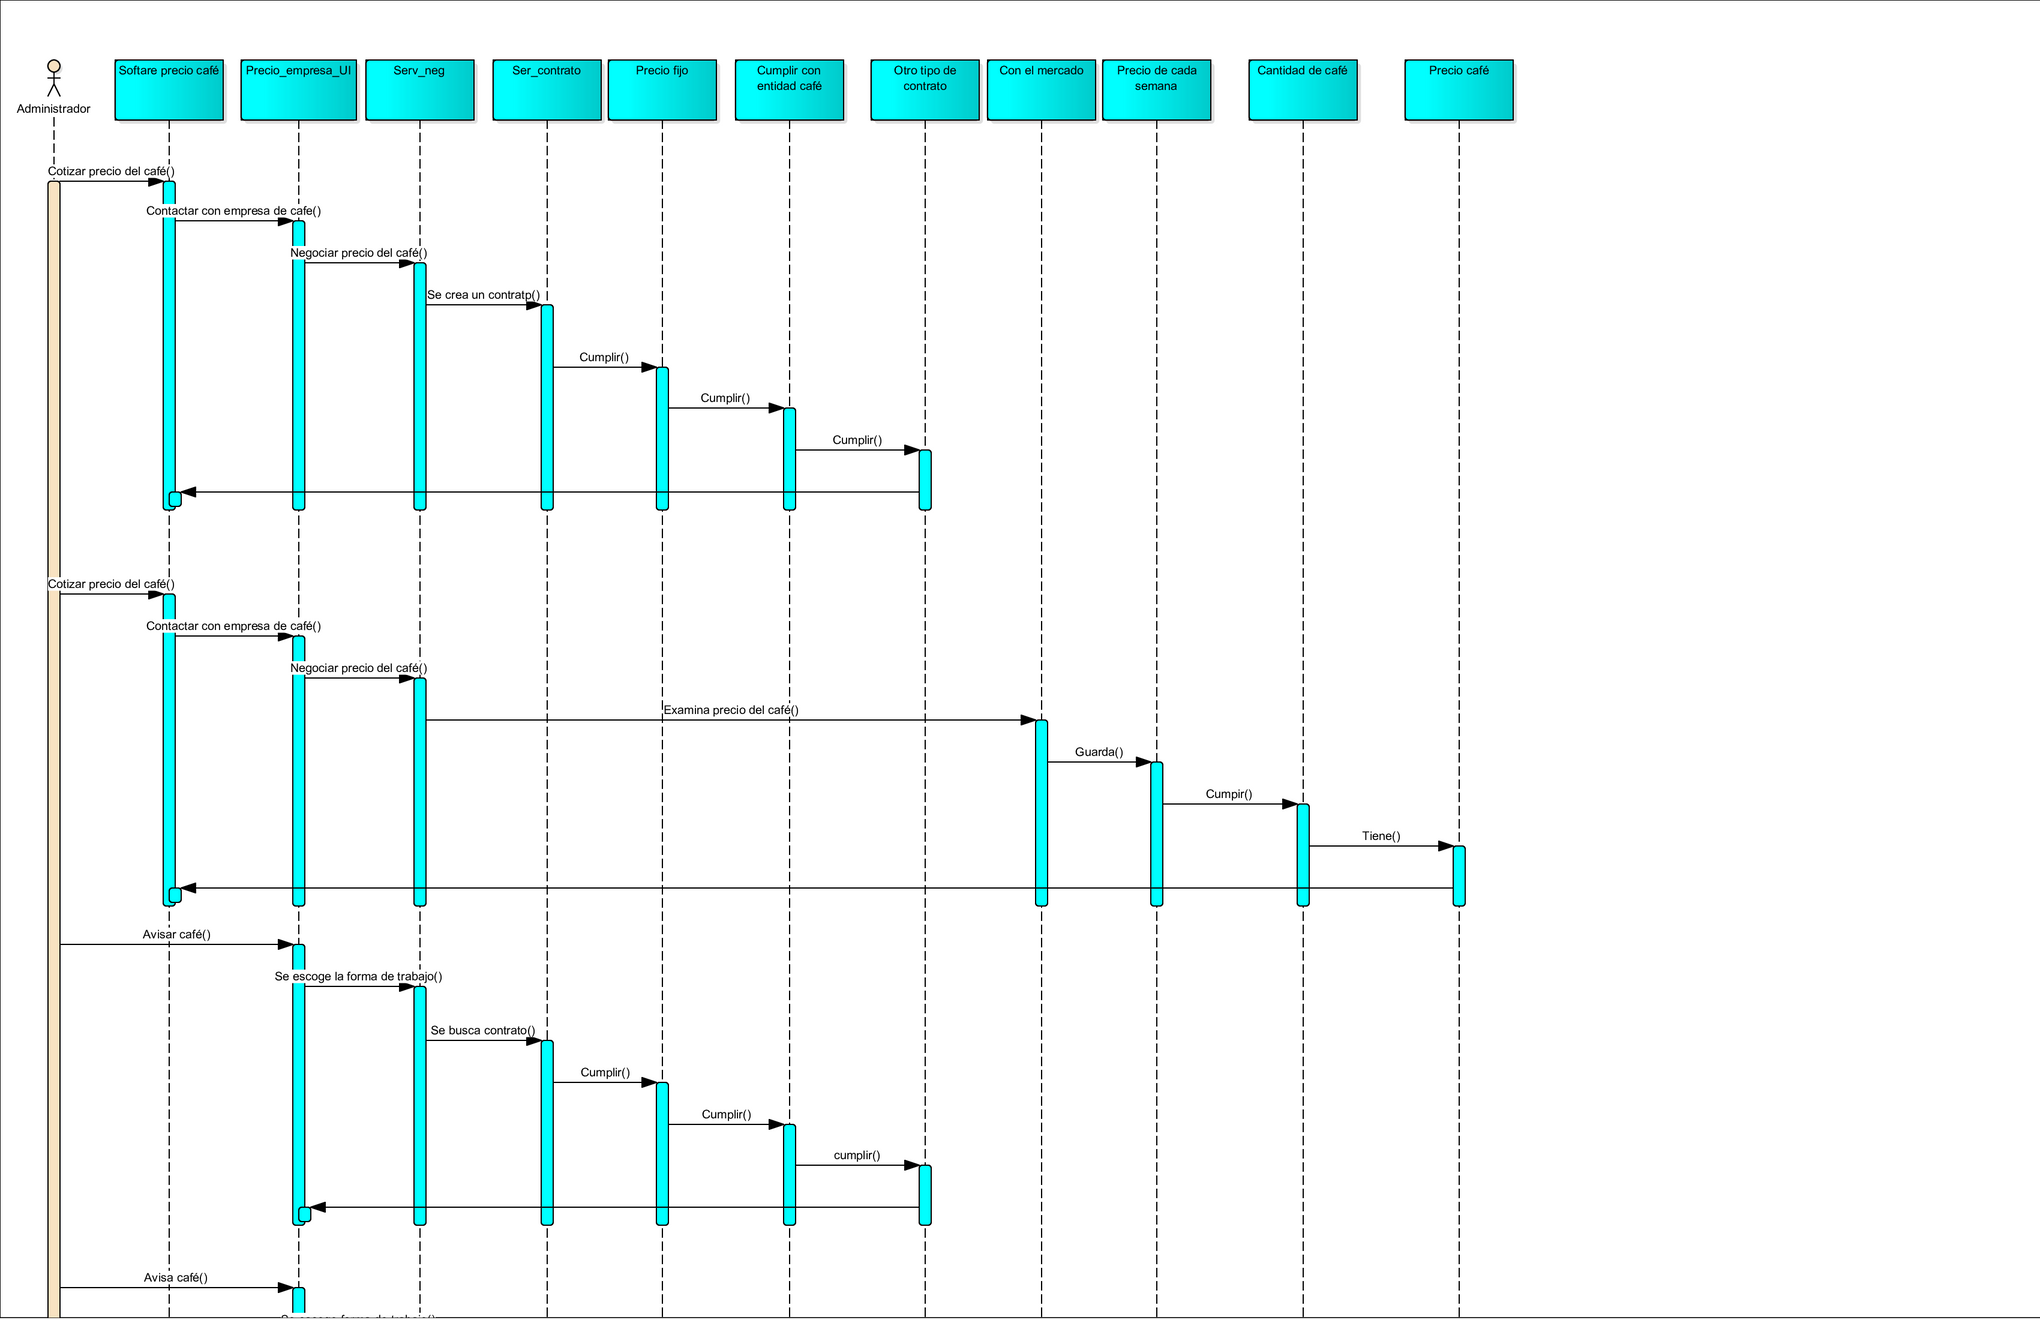 Softare precio café
Precio_empresa_UI
Serv_neg
Ser_contrato
Precio fijo
Cumplir con
entidad café
Otro tipo de
contrato
Con el mercado
Precio de cada
semana
Cantidad de café
Precio café
Administrador
Cotizar precio del café()
Contactar con empresa de cafe()
Negociar precio del café()
Se crea un contratp()
Cumplir()
Cumplir()
Cumplir()
Cotizar precio del café()
Contactar con empresa de café()
Negociar precio del café()
Examina precio del café()
Guarda()
Cumpir()
Tiene()
Avisar café()
Se escoge la forma de trabajo()
Se busca contrato()
Cumplir()
Cumplir()
cumplir()
Avisa café()